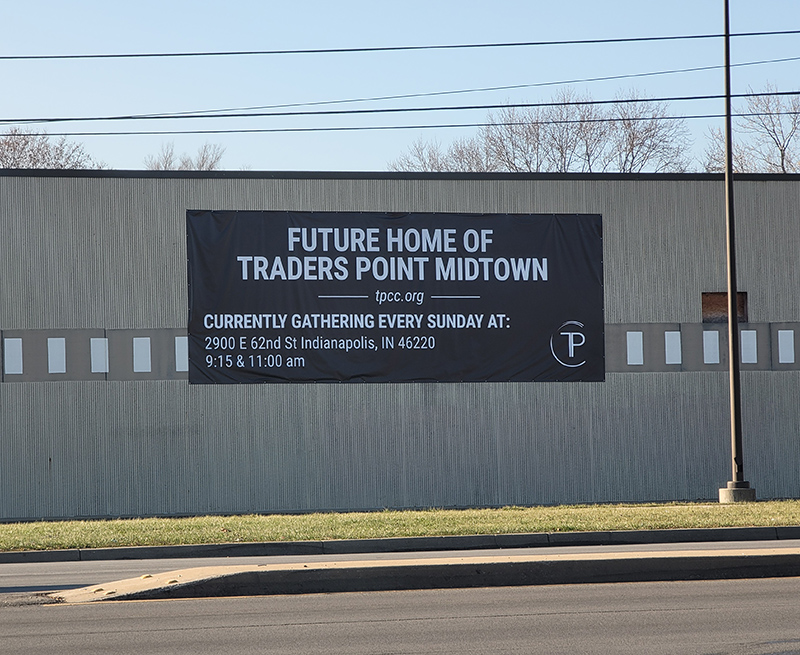 FUTURE HOME OF
TRADERS POINT MIDTOWN
tpcc.org
CURRENTLY GATHERING EVERY SUNDAY AT:
2900 E 62nd St Indianapolis, IN 46220
9:15 & 11:00 am
TP